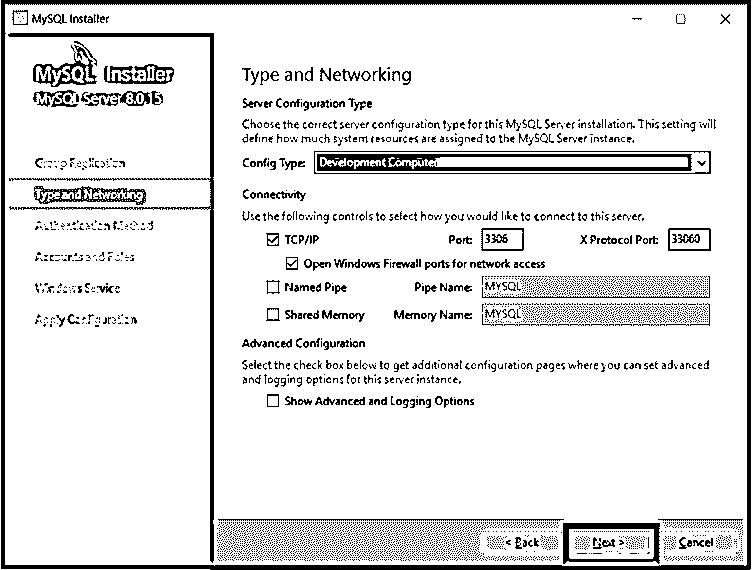 MySQL Installer
MySQL Installer
MySQL Server 8.0.15
Group Replication
Type and Networking
Authentication Method
Accounts and Roles
Windows Service
Apply Configuration
Type and Networking
Server Configuration Type
Choose the correct server configuration type for this MySQL Server installation. This setting will
define how much system resources are assigned to the MySQL Server instance.
Config Type: Development Computer
Connectivity
Use the following controls to select how you would like to connect to this server.
TCP/IP Port: 3306 X Protocol Port: 33060
Open Windows Firewall ports for network access
Named Pipe Pipe Name: MYSQL
Shared Memory Memory Name: MYSQL
Advanced Configuration
Select the check box below to get additional configuration pages where you can set advanced
and logging options for this server instance.
Show Advanced and Logging Options
< Back Next > Cancel